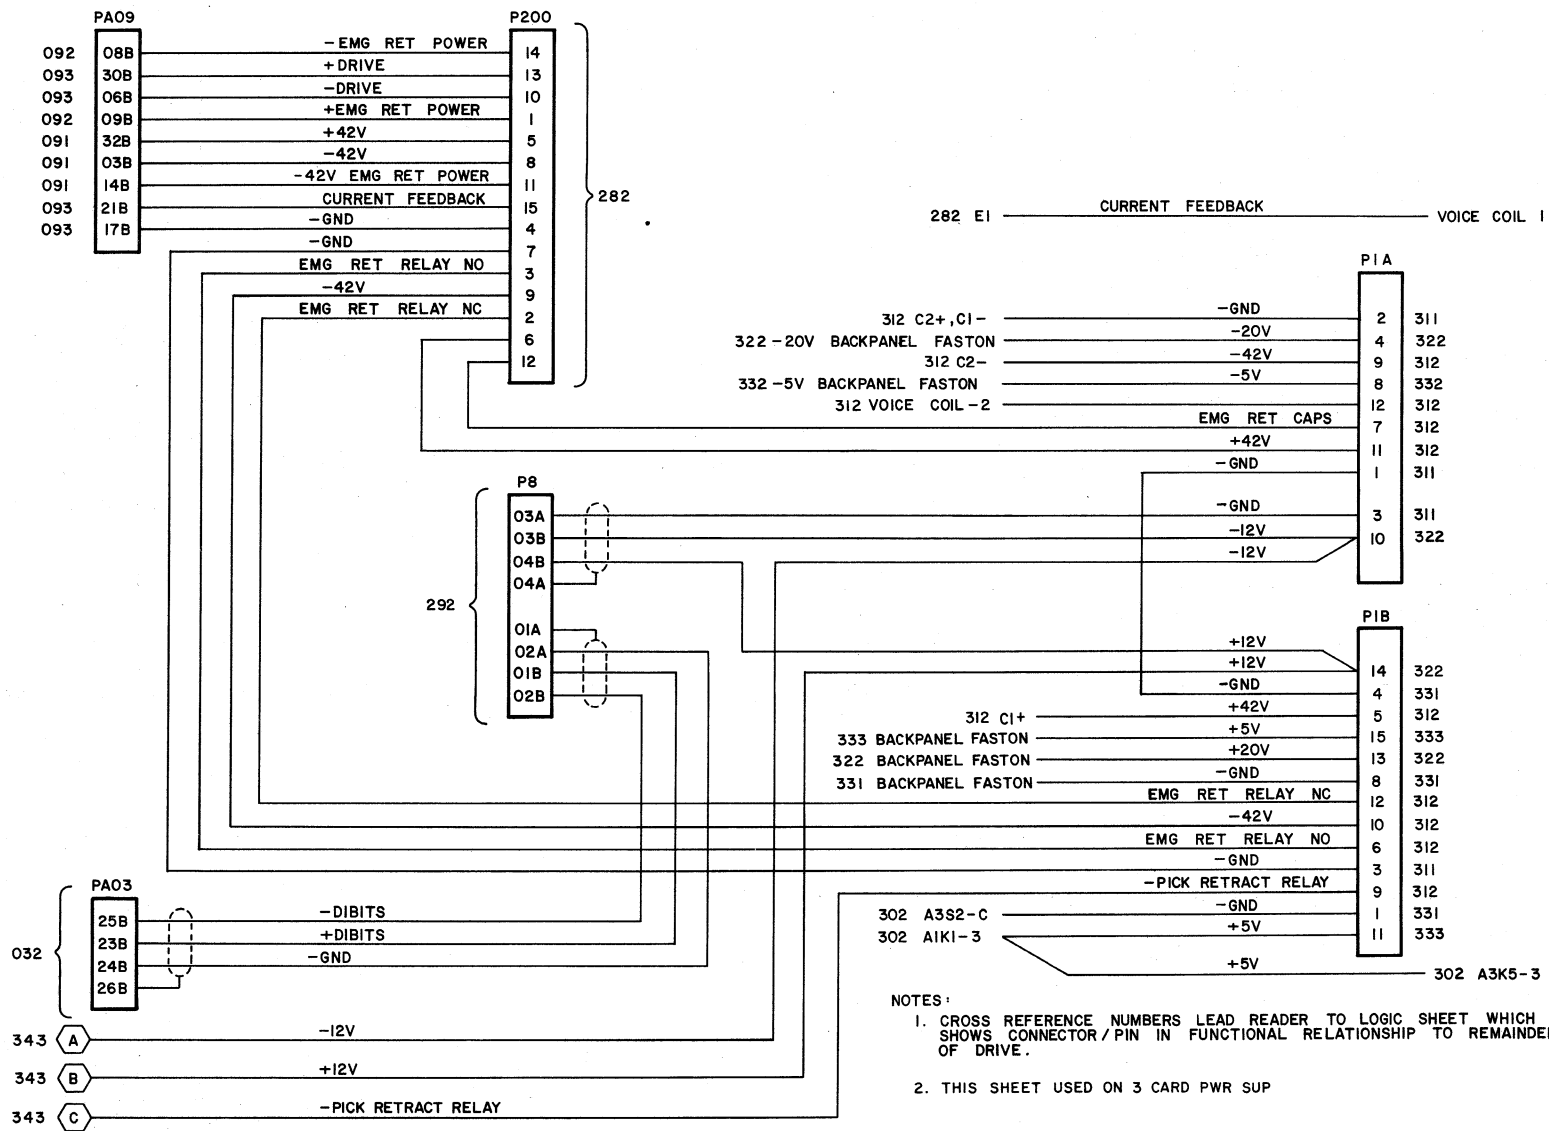 PA09 P200
092 08B -EMG RET POWER 14
093 30B +DRIVE 13
093 06B -DRIVE 10
092 09B +EMG RET POWER 1
091 32B +42V 5
091 03B -42V 8
091 14B -42V EMG RET POWER 11
093 21B CURRENT FEEDBACK 15
093 17B -GND 4
-GND 7
EMG RET RELAY NO 3
-42V 9
EMG RET RELAY NC 2
6
12
282
282 E1 CURRENT FEEDBACK VOICE COIL 1
P1A
312 C2+,C1- -GND 2 311
322 -20V BACKPANEL FASTON -20V 4 322
312 C2- -42V 9 312
332 -5V BACKPANEL FASTON -5V 8 332
312 VOICE COIL-2 12 312
EMG RET CAPS 7 312
+42V 11 312
-GND 1 311
-GND 3 311
-12V 10 322
-12V
P8
03A
03B
04B
04A
292
01A
02A
01B
02B
P1B
+12V
+12V 14 322
-GND 4 331
312 C1+ +42V 5 312
333 BACKPANEL FASTON +5V 15 333
322 BACKPANEL FASTON +20V 13 322
331 BACKPANEL FASTON -GND 8 331
EMG RET RELAY NC 12 312
-42V 10 312
EMG RET RELAY NO 6 312
-GND 3 311
-PICK RETRACT RELAY 9 312
302 A3S2-C -GND 1 331
302 A1K1-3 +5V 11 333
+5V 302 A3K5-3
PA03
25B -DIBITS
23B +DIBITS
032
24B -GND
26B
343 A -12V
343 B +12V
343 C -PICK RETRACT RELAY
NOTES:
1. CROSS REFERENCE NUMBERS LEAD READER TO LOGIC SHEET WHICH
SHOWS CONNECTOR/PIN IN FUNCTIONAL RELATIONSHIP TO REMAINDE
OF DRIVE.
2. THIS SHEET USED ON 3 CARD PWR SUP